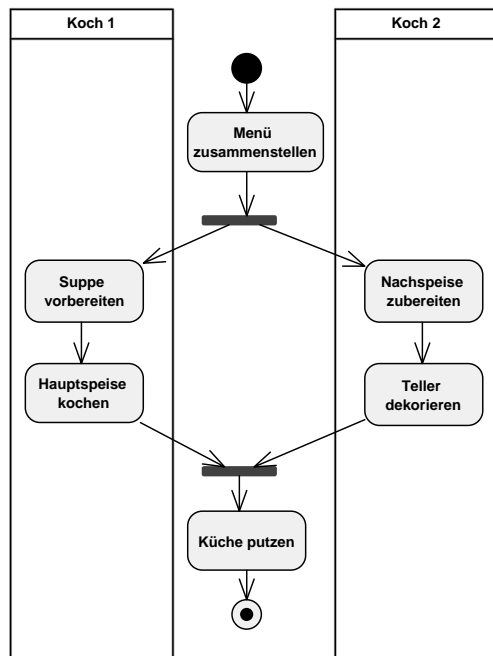 Koch 1
Koch 2
Menü
zusammenstellen
Suppe
vorbereiten
Nachspeise
zubereiten
Hauptspeise
kochen
Teller
dekorieren
Küche putzen